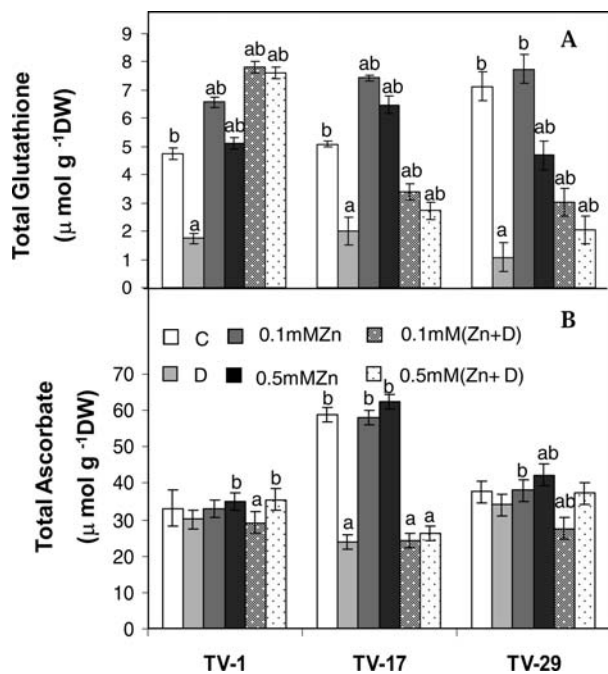 A
Total Glutathione
(μ mol g -1DW)
9
8
7
6
5
4
3
2
1
0
b a ab ab ab ab
b a ab ab ab ab
b a b ab ab ab
B
C 0.1mMZn 0.1mM(Zn+D)
D 0.5mMZn 0.5mM(Zn+ D)
Total Ascorbate
(μ mol g -1DW)
70
60
50
40
30
20
10
0
b a b
b a b b a a
b ab ab
TV-1 TV-17 TV-29